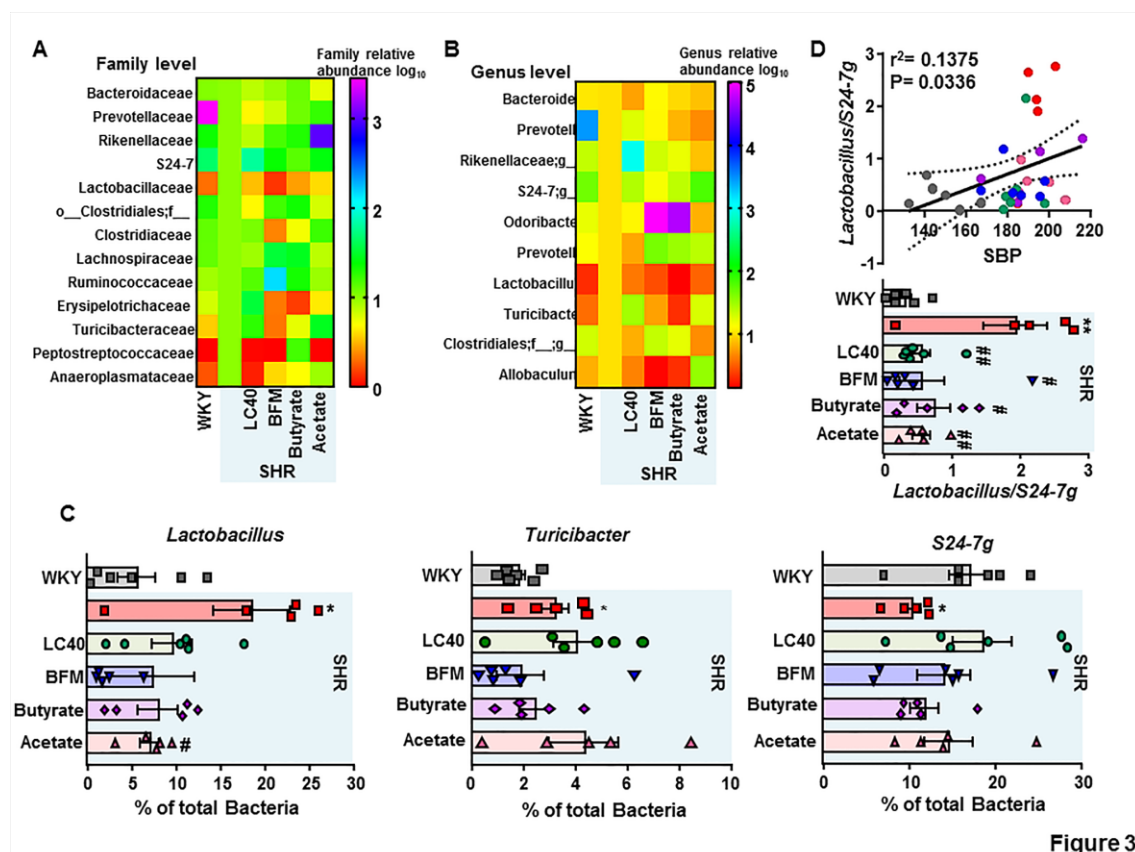 A
Family level
Family relative
abundance log10
Bacteroidaceae
Prevotellaceae
Rikenellaceae
S24-7
Lactobacillaceae
o__Clostridiales;f__
Clostridiaceae
Lachnospiraceae
Ruminococcaceae
Erysipelotrichaceae
Turicibacteraceae
Peptostreptococcaceae
Anaeroplasmataceae
3
2
1
0
WKY
LC40
BFM
Butyrate
Acetate
SHR
B
Genus level
Genus relative
abundance log10
Bacteroide
Prevotell
Rikenellaceae;g_
S24-7;g_
Odoribacte
Prevotell
Lactobacillu
Turicibacte
Clostridiales;f__;g_
Allobaculun
5
4
3
2
1
WKY
LC40
BFM
Butyrate
Acetate
SHR
D
r2= 0.1375
P= 0.0336
Lactobacillus/S24-7g
3
2
1
0
-1
140 160 180 200 220
SBP
WKY
**
LC40
##
BFM
#
Butyrate
#
Acetate
##
SHR
0 1 2 3
Lactobacillus/S24-7g
C
Lactobacillus
WKY
*
LC40
BFM
Butyrate
Acetate
#
SHR
0 5 10 15 20 25 30
% of total Bacteria
Turicibacter
WKY
*
LC40
BFM
Butyrate
Acetate
0 2 4 6 8 10
% of total Bacteria
S24-7g
WKY
*
LC40
BFM
Butyrate
Acetate
SHR
0 10 20 30
% of total Bacteria
Figure 3